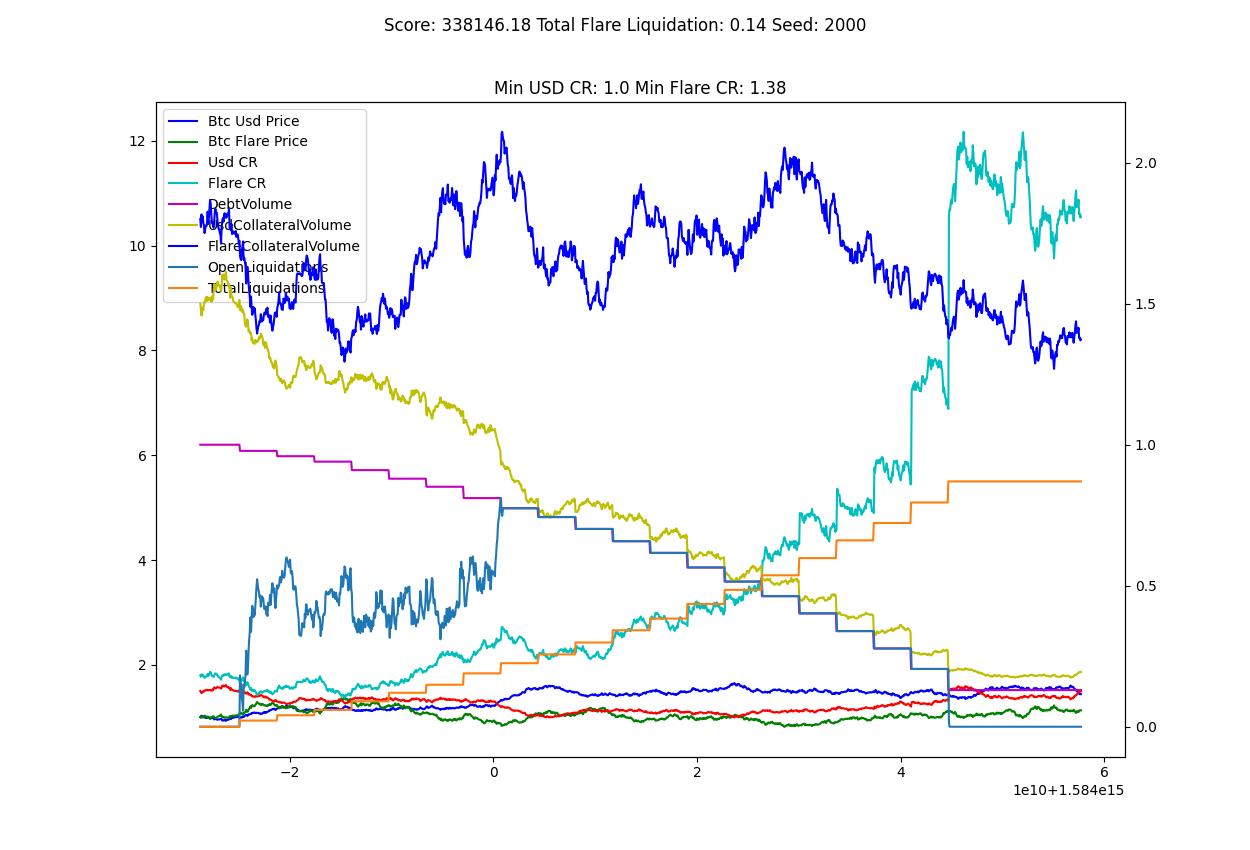 Score: 338146.18 Total Flare Liquidation: 0.14 Seed: 2000
Min USD CR: 1.0 Min Flare CR: 1.38
Btc Usd Price
Btc Flare Price
Usd CR
Flare CR
DebtVolume
UsdCollateralVolume
FlareCollateralVolume
OpenLiquidations
TotalLiquidations
12
10
8
6
4
2
2.0
1.5
1.0
0.5
0.0
−2 0 2 4 6
1e10+1.584e15